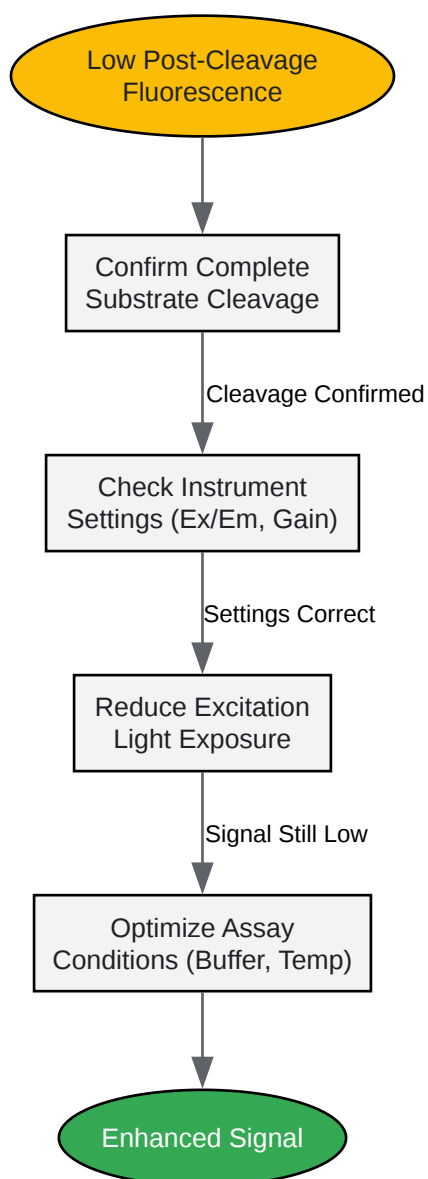 Low Post-Cleavage
Fluorescence
Confirm Complete
Substrate Cleavage
Cleavage Confirmed
Check Instrument
Settings (Ex/Em, Gain)
Settings Correct
Reduce Excitation
Light Exposure
Signal Still Low
Optimize Assay
Conditions (Buffer, Temp)
Enhanced Signal